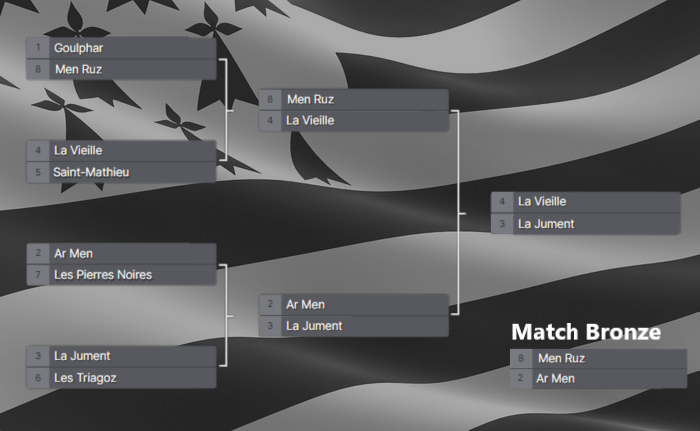 1 Goulphar
8 Men Ruz
4 La Vieille
5 Saint-Mathieu
2 Ar Men
7 Les Pierres Noires
3 La Jument
6 Les Triagoz
8 Men Ruz
4 La Vieille
2 Ar Men
3 La Jument
4 La Vieille
3 La Jument
Match Bronze
8 Men Ruz
2 Ar Men